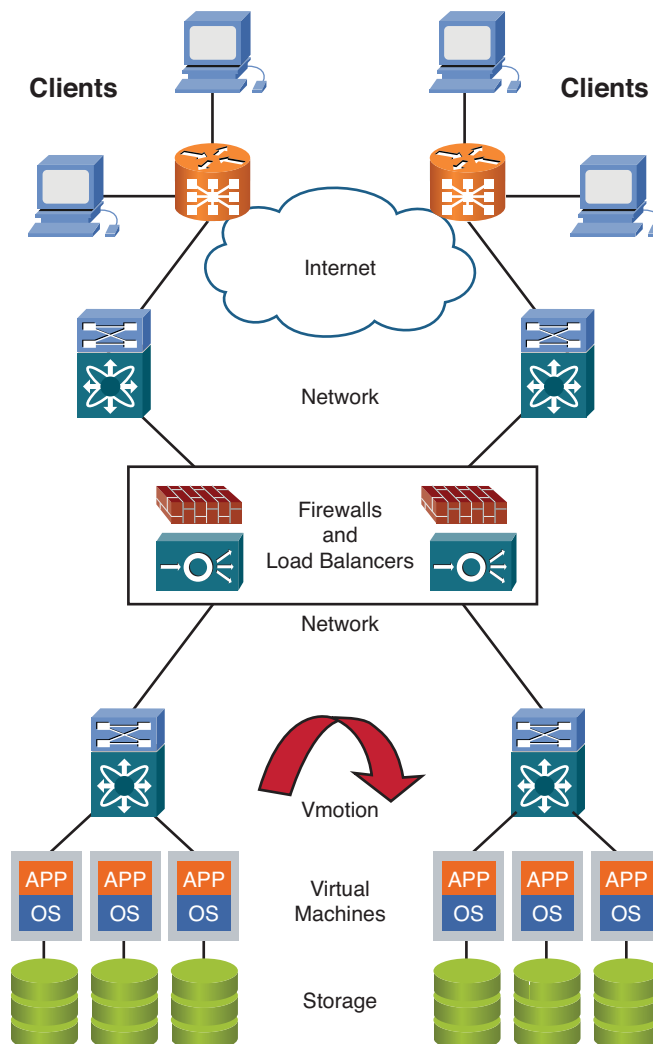 Clients
Clients
Internet
Network
Firewalls
and
Load Balancers
Network
Vmotion
APP
APP
APP
OS
OS
OS
Virtual
Machines
APP
APP
APP
OS
OS
OS
Storage